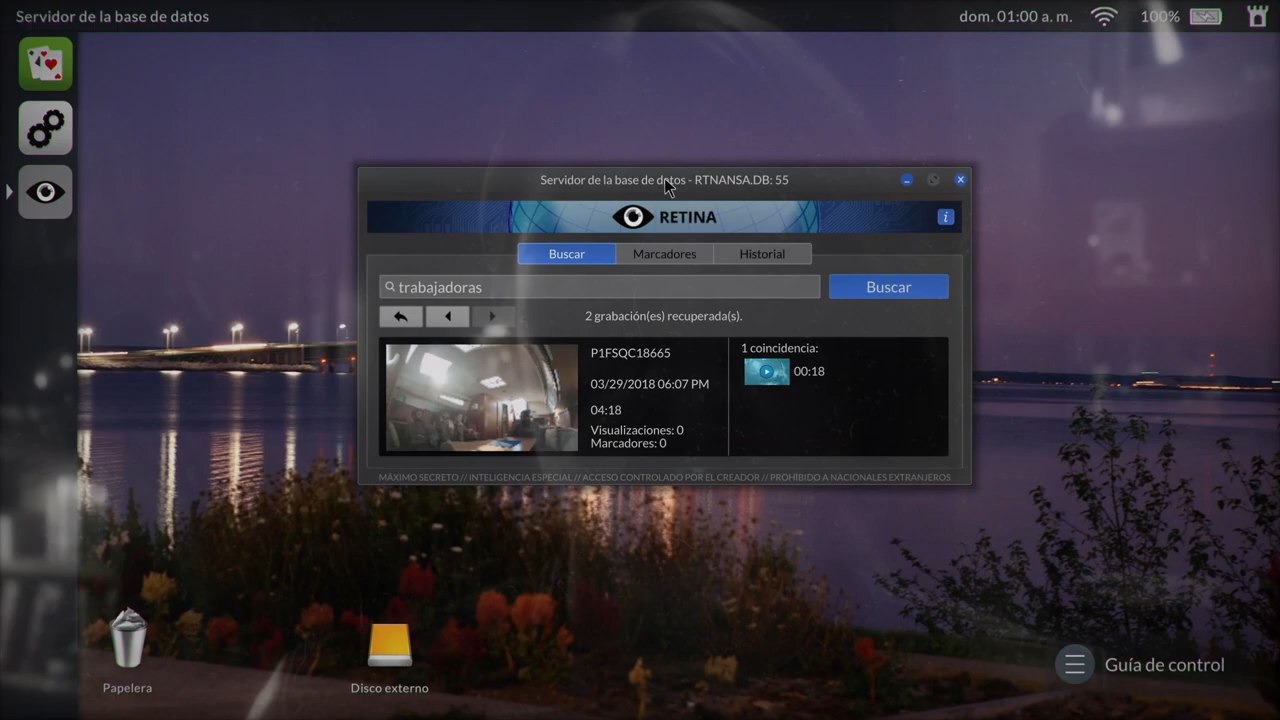 Servidor de la base de datos
dom. 01:00 a. m.
100%
Servidor de la base de datos - RTNANSA.DB: 55
RETINA
i
Buscar
Marcadores
Historial
trabajadoras
Buscar
2 grabación(es) recuperada(s).
P1FSQC18665
03/29/2018 06:07 PM
04:18
Visualizaciones: 0
Marcadores: 0
1 coincidencia:
00:18
MÁXIMO SECRETO // INTELIGENCIA ESPECIAL // ACCESO CONTROLADO POR EL CREADOR // PROHIBIDO A NACIONALES EXTRANJEROS
Papelera
Disco externo
Guía de control